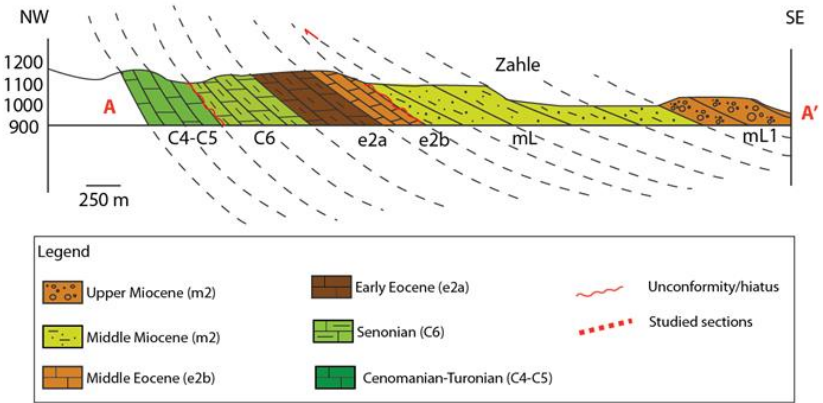 NW
SE
Zahle
1200
1100
1000
900
A
A'
C4-C5
C6
e2a
e2b
mL
mL1
250 m
Legend
Upper Miocene (m2)
Middle Miocene (m2)
Middle Eocene (e2b)
Early Eocene (e2a)
Senonian (C6)
Cenomanian-Turonian (C4-C5)
Unconformity/hiatus
Studied sections